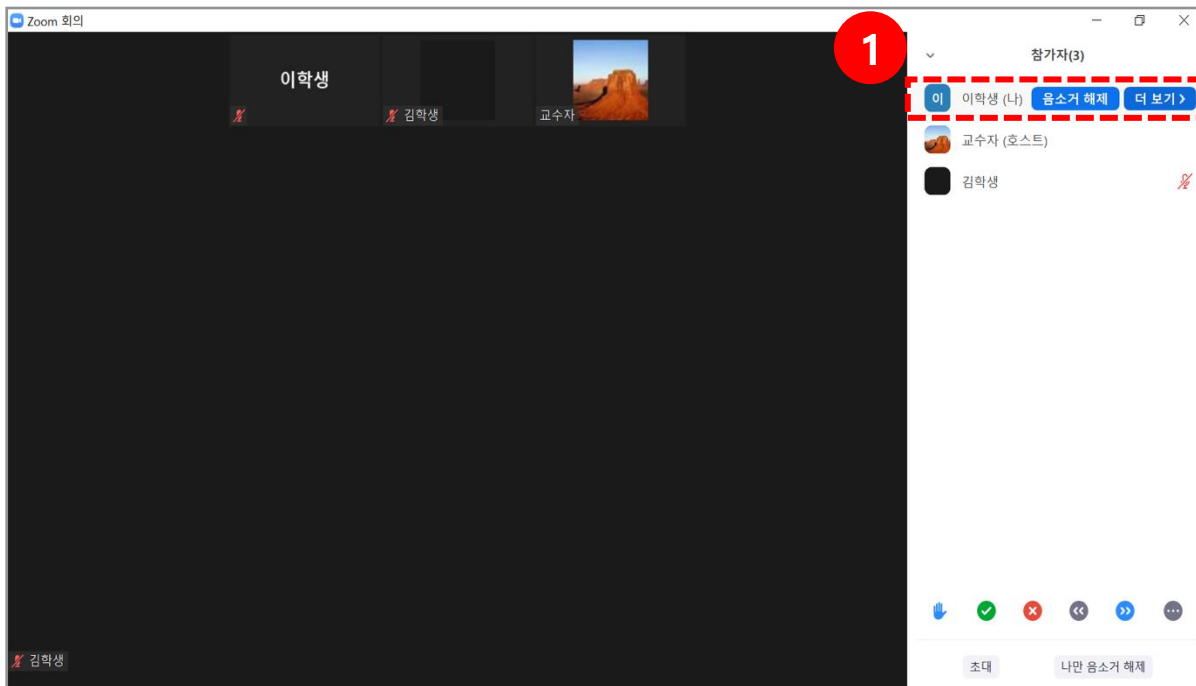 Zoom 회의
이학생
김학생
교수자
김학생
1
참가자(3)
이 이학생 (나) 음소거 해제 더 보기 >
교수자 (호스트)
김학생
초대 나만 음소거 해제